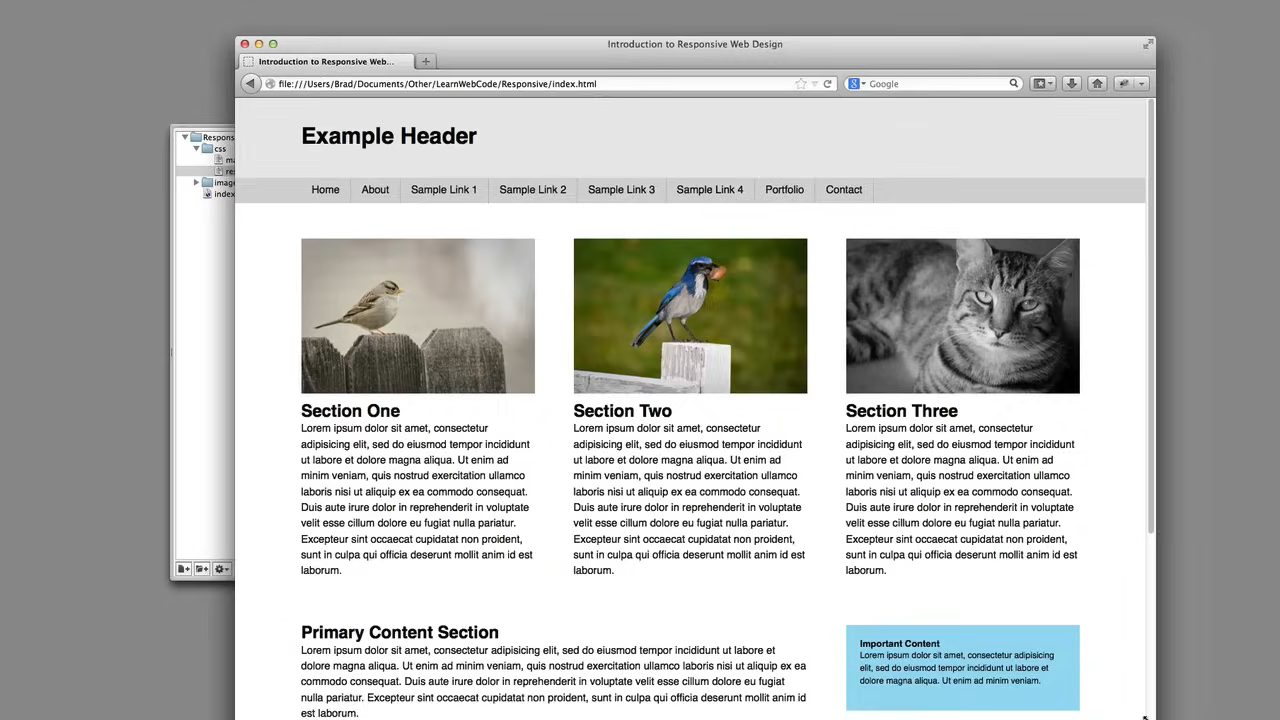 Introduction to Responsive Web Design
Introduction to Responsive Web...
file:///Users/Brad/Documents/Other/LearnWebCode/Responsive/index.html
Google
Respons
css
ma
re
image
index
Example Header
Home About Sample Link 1 Sample Link 2 Sample Link 3 Sample Link 4 Portfolio Contact
Section One
Lorem ipsum dolor sit amet, consectetur
adipisicing elit, sed do eiusmod tempor incididunt
ut labore et dolore magna aliqua. Ut enim ad
minim veniam, quis nostrud exercitation ullamco
laboris nisi ut aliquip ex ea commodo consequat.
Duis aute irure dolor in reprehenderit in voluptate
velit esse cillum dolore eu fugiat nulla pariatur.
Excepteur sint occaecat cupidatat non proident,
sunt in culpa qui officia deserunt mollit anim id est
laborum.
Section Two
Lorem ipsum dolor sit amet, consectetur
adipisicing elit, sed do eiusmod tempor incididunt
ut labore et dolore magna aliqua. Ut enim ad
minim veniam, quis nostrud exercitation ullamco
laboris nisi ut aliquip ex ea commodo consequat.
Duis aute irure dolor in reprehenderit in voluptate
velit esse cillum dolore eu fugiat nulla pariatur.
Excepteur sint occaecat cupidatat non proident,
sunt in culpa qui officia deserunt mollit anim id est
laborum.
Section Three
Lorem ipsum dolor sit amet, consectetur
adipisicing elit, sed do eiusmod tempor incididunt
ut labore et dolore magna aliqua. Ut enim ad
minim veniam, quis nostrud exercitation ullamco
laboris nisi ut aliquip ex ea commodo consequat.
Duis aute irure dolor in reprehenderit in voluptate
velit esse cillum dolore eu fugiat nulla pariatur.
Excepteur sint occaecat cupidatat non proident,
sunt in culpa qui officia deserunt mollit anim id est
laborum.
Primary Content Section
Lorem ipsum dolor sit amet, consectetur adipisicing elit, sed do eiusmod tempor incididunt ut labore et
dolore magna aliqua. Ut enim ad minim veniam, quis nostrud exercitation ullamco laboris nisi ut aliquip
ex ea commodo consequat. Duis aute irure dolor in reprehenderit in voluptate velit esse cillum dolore eu fugiat
nulla pariatur. Excepteur sint occaecat cupidatat non proident, sunt in culpa qui officia deserunt mollit anim id
est laborum.
Important Content
Lorem ipsum dolor sit amet, consectetur adipisicing
elit, sed do eiusmod tempor incididunt ut labore et
dolore magna aliqua. Ut enim ad minim veniam.